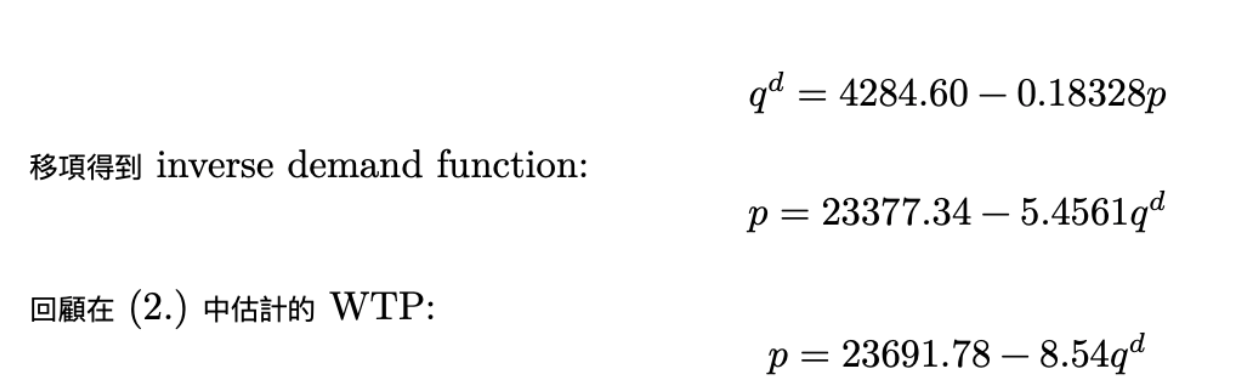 q^d = 4284.60 − 0.18328p
移項得到 inverse demand function:
p = 23377.34 − 5.4561q^d
回顧在 (2.) 中估計的 WTP:
p = 23691.78 − 8.54q^d